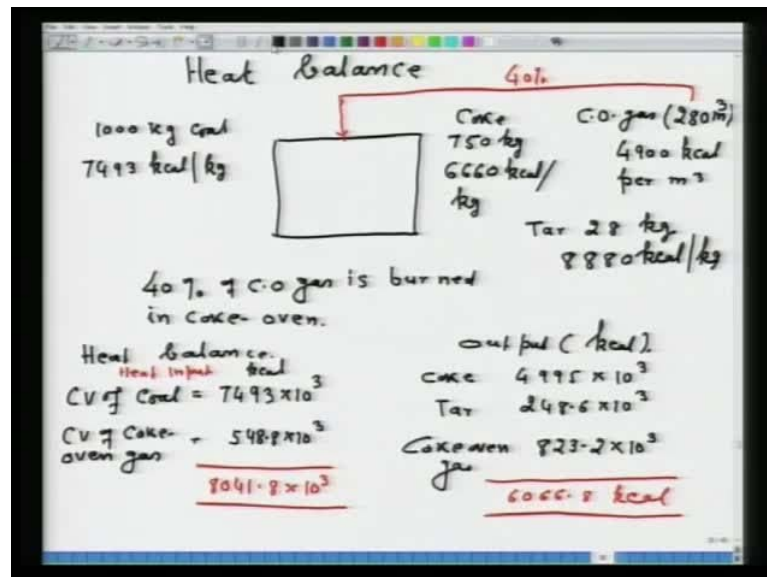 Heat balance
40%
1000 kg coal
7493 kcal/kg
Coke
750 kg
6660 kcal/
kg
C.O. gas (280m³)
4900 kcal
per m³
Tar 28 kg
8880 kcal/kg
40% of C.O gas is burned
in coke-oven.
Heat balance.
Heat Input kcal
CV of Coal = 7493×10³
CV of Coke- = 548.8×10³
oven gas
8041.8×10³
output (kcal).
Coke 4995×10³
Tar 248.6×10³
Coke oven 823.2×10³
gas
6066.8 kcal